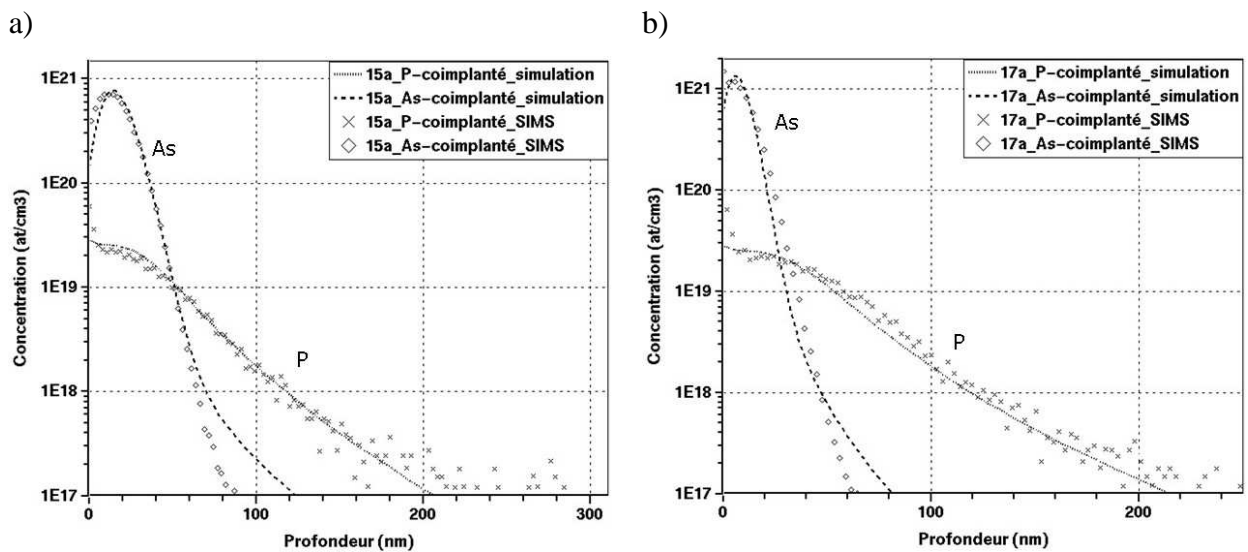 a)
1E21
1E20
1E19
1E18
1E17
Concentration (at/cm3)
15a_P-coimplanté_simulation
15a_As-coimplanté_simulation
15a_P-coimplanté_SIMS
15a_As-coimplanté_SIMS
As
P
0
100
200
300
Profondeur (nm)
b)
1E21
1E20
1E19
1E18
1E17
Concentration (at/cm3)
17a_P-coimplanté_simulation
17a_As-coimplanté_simulation
17a_P-coimplanté_SIMS
17a_As-coimplanté_SIMS
As
P
0
100
200
Profondeur (nm)